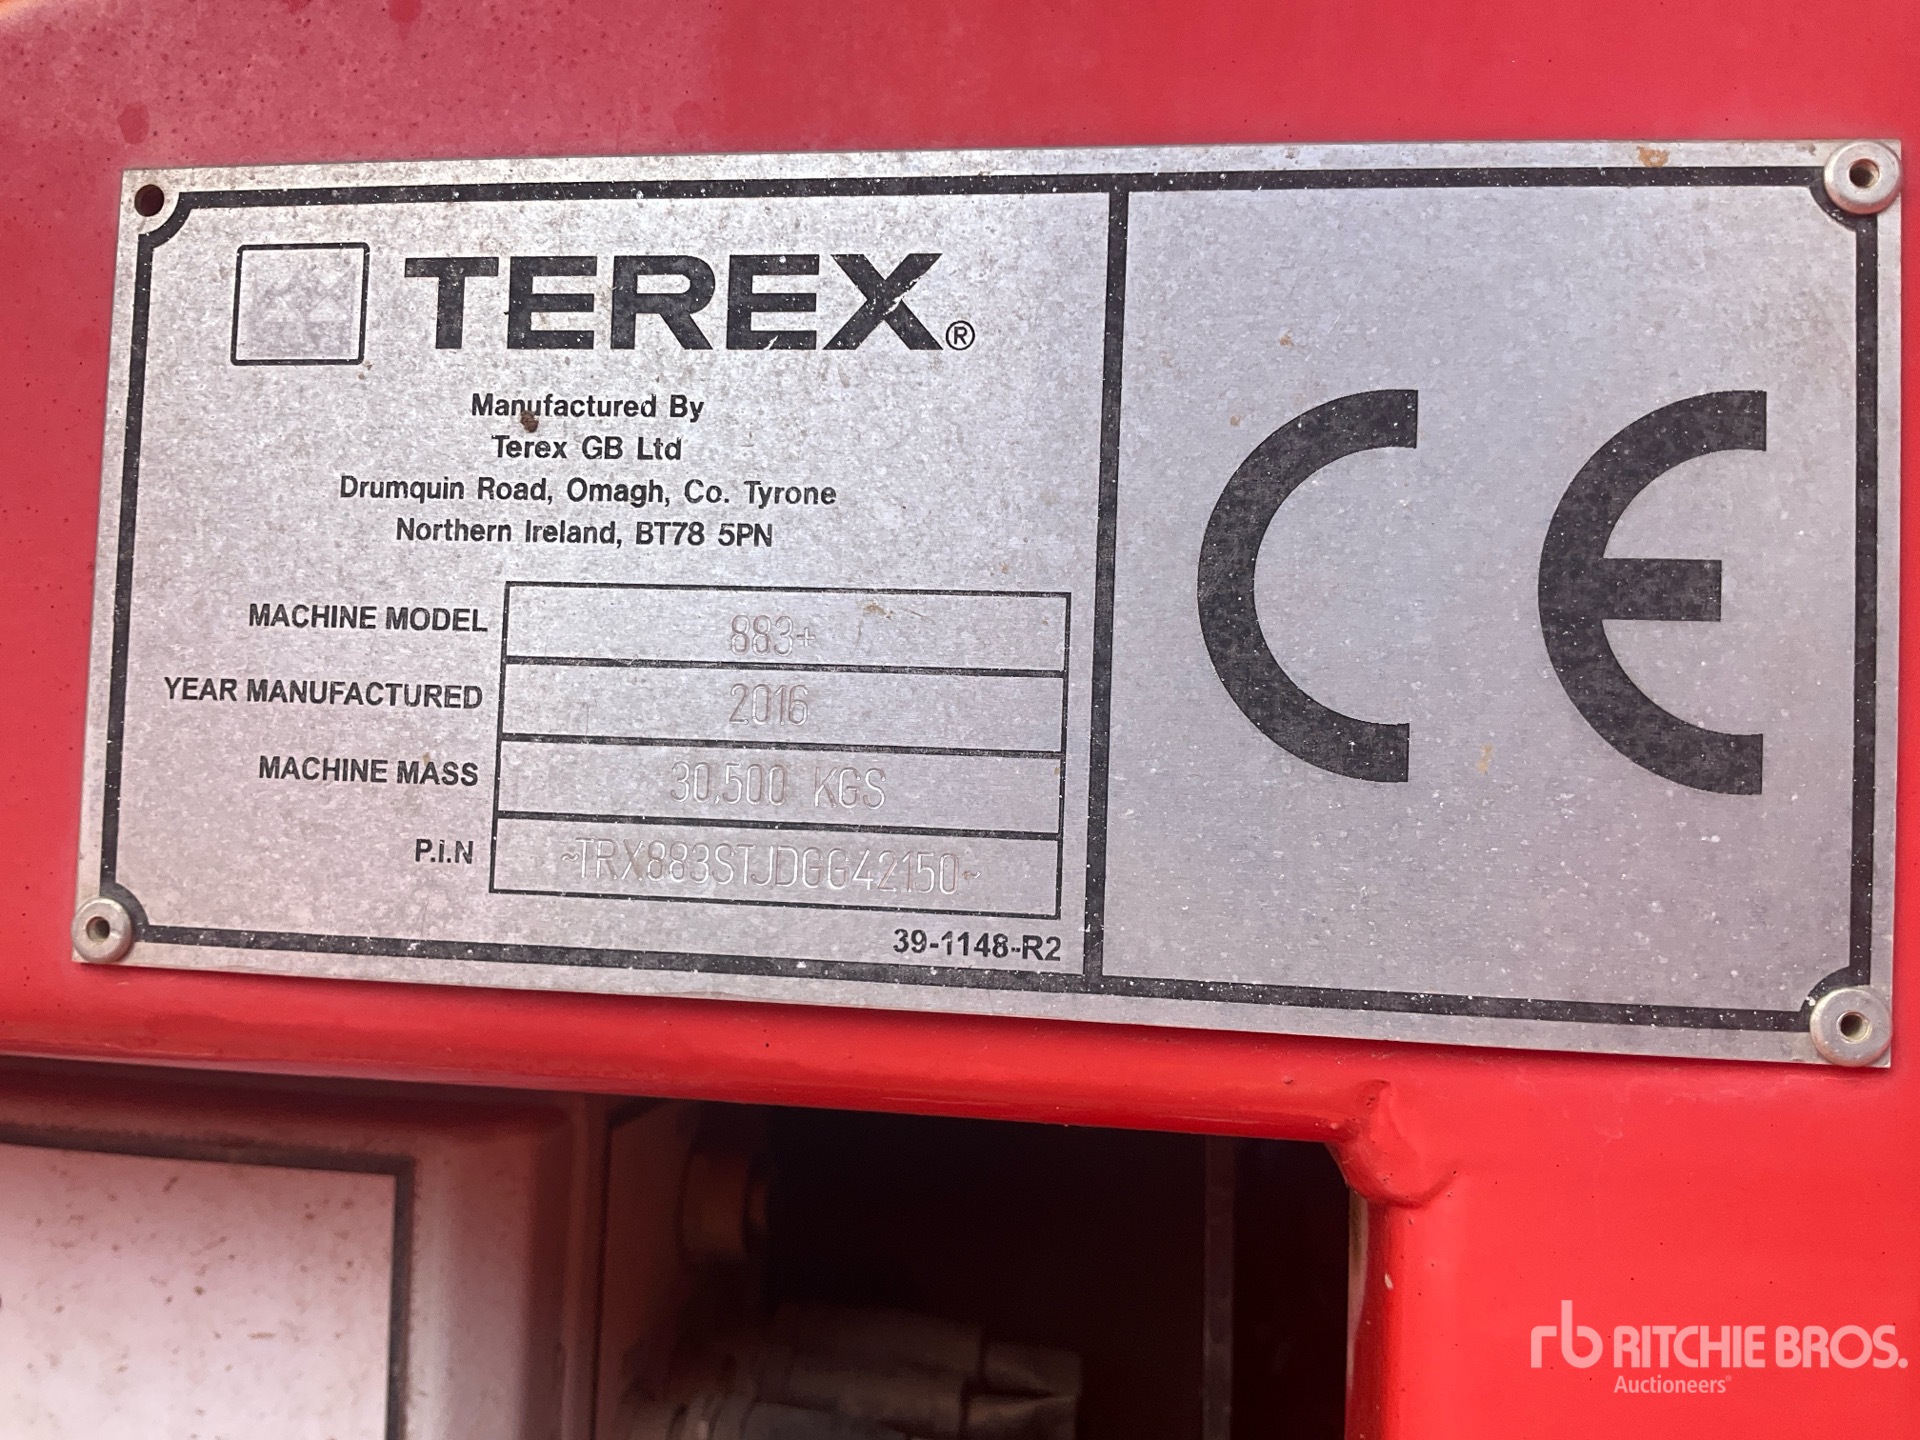 TEREX®
Manufactured By
Terex GB Ltd
Drumquin Road, Omagh, Co. Tyrone
Northern Ireland, BT78 5PN
MACHINE MODEL 883+
YEAR MANUFACTURED 2016
MACHINE MASS 30,500 KGS
P.I.N ~TRX883STJDGG42150~
39-1148-R2
CE
rb RITCHIE BROS.
Auctioneers®